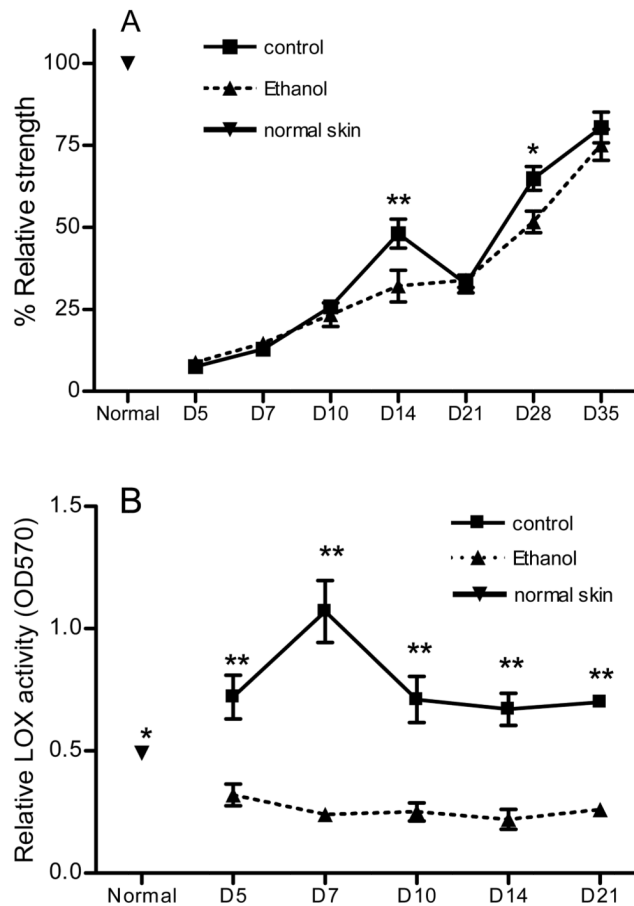 A
control
Ethanol
normal skin
% Relative strength
100
75
50
25
0
**
*
Normal D5 D7 D10 D14 D21 D28 D35
B
control
Ethanol
normal skin
Relative LOX activity (OD570)
1.5
1.0
0.5
0.0
*
**
**
**
**
**
Normal D5 D7 D10 D14 D21